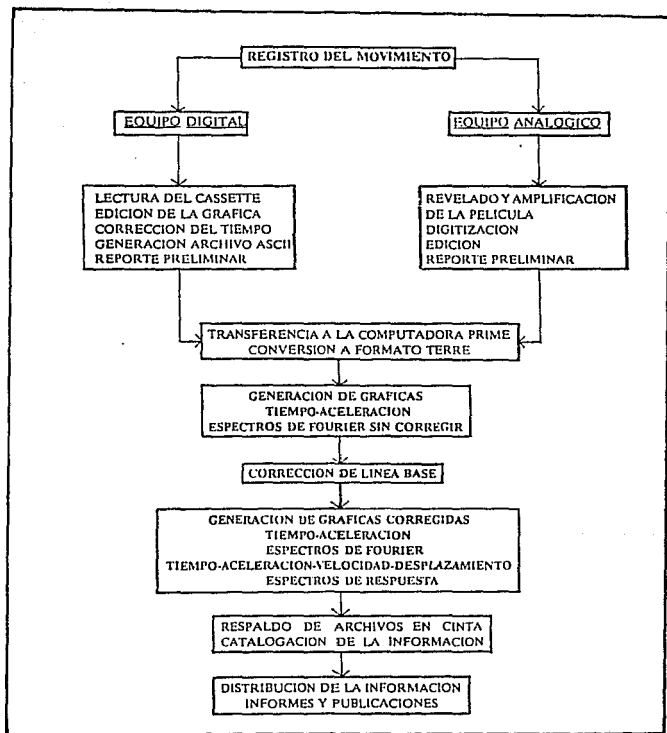 REGISTRO DEL MOVIMIENTO
EQUIPO DIGITAL
EQUIPO ANALOGICO
LECTURA DEL CASSETTE
EDICION DE LA GRAFICA
CORRECCION DEL TIEMPO
GENERACION ARCHIVO ASCII
REPORTE PRELIMINAR
REVELADO Y AMPLIFICACION
DE LA PELICULA
DIGITIZACION
EDICION
REPORTE PRELIMINAR
TRANSFERENCIA A LA COMPUTADORA PRIME
CONVERSION A FORMATO TERRE
GENERACION DE GRAFICAS
TIEMPO-ACELERACION
ESPECTROS DE FOURIER SIN CORREGIR
CORRECCION DE LINEA BASE
GENERACION DE GRAFICAS CORREGIDAS
TIEMPO-ACELERACION
ESPECTROS DE FOURIER
TIEMPO-ACELERACION-VELOCIDAD-DESPLAZAMIENTO
ESPECTROS DE RESPUESTA
RESPALDO DE ARCHIVOS EN CINTA
CATALOGACION DE LA INFORMACION
DISTRIBUCION DE LA INFORMACION
INFORMES Y PUBLICACIONES